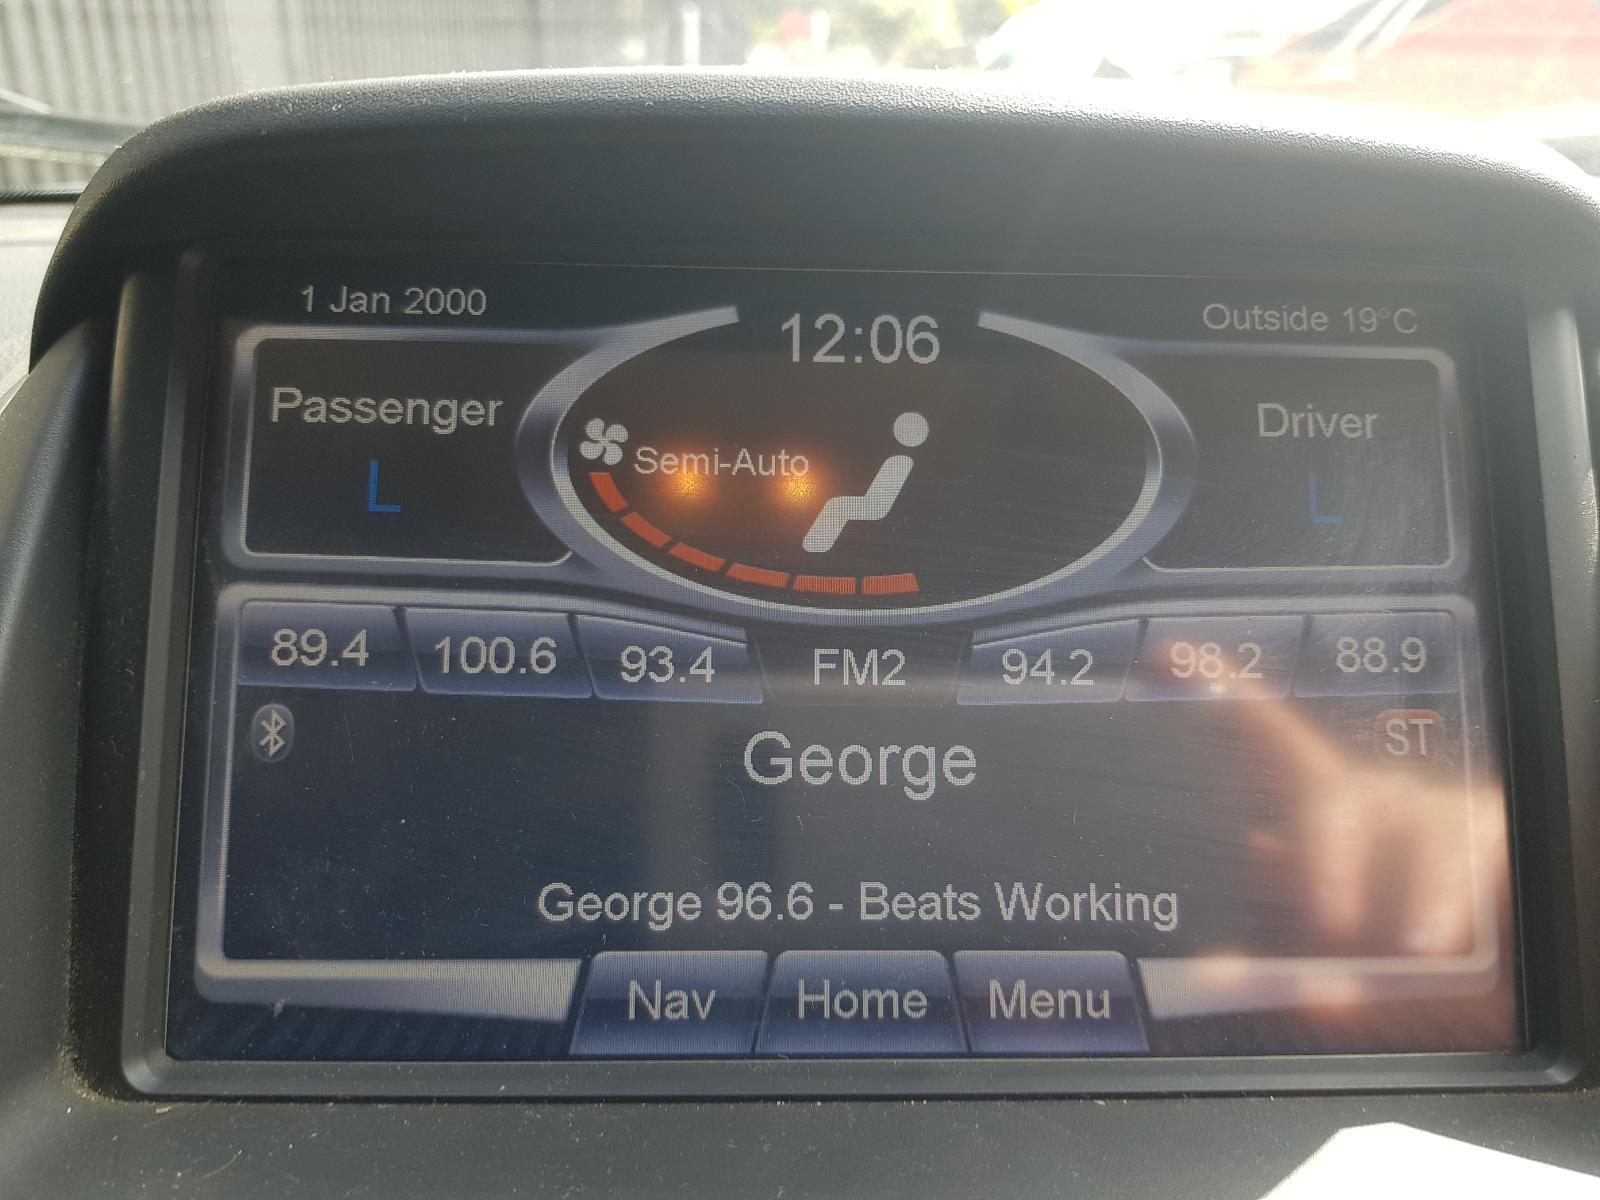 1 Jan 2000
12:06
Outside 19°C
Passenger
L
Semi-Auto
Driver
L
89.4 100.6 93.4 FM2 94.2 98.2 88.9
ST
George
George 96.6 - Beats Working
Nav Home Menu